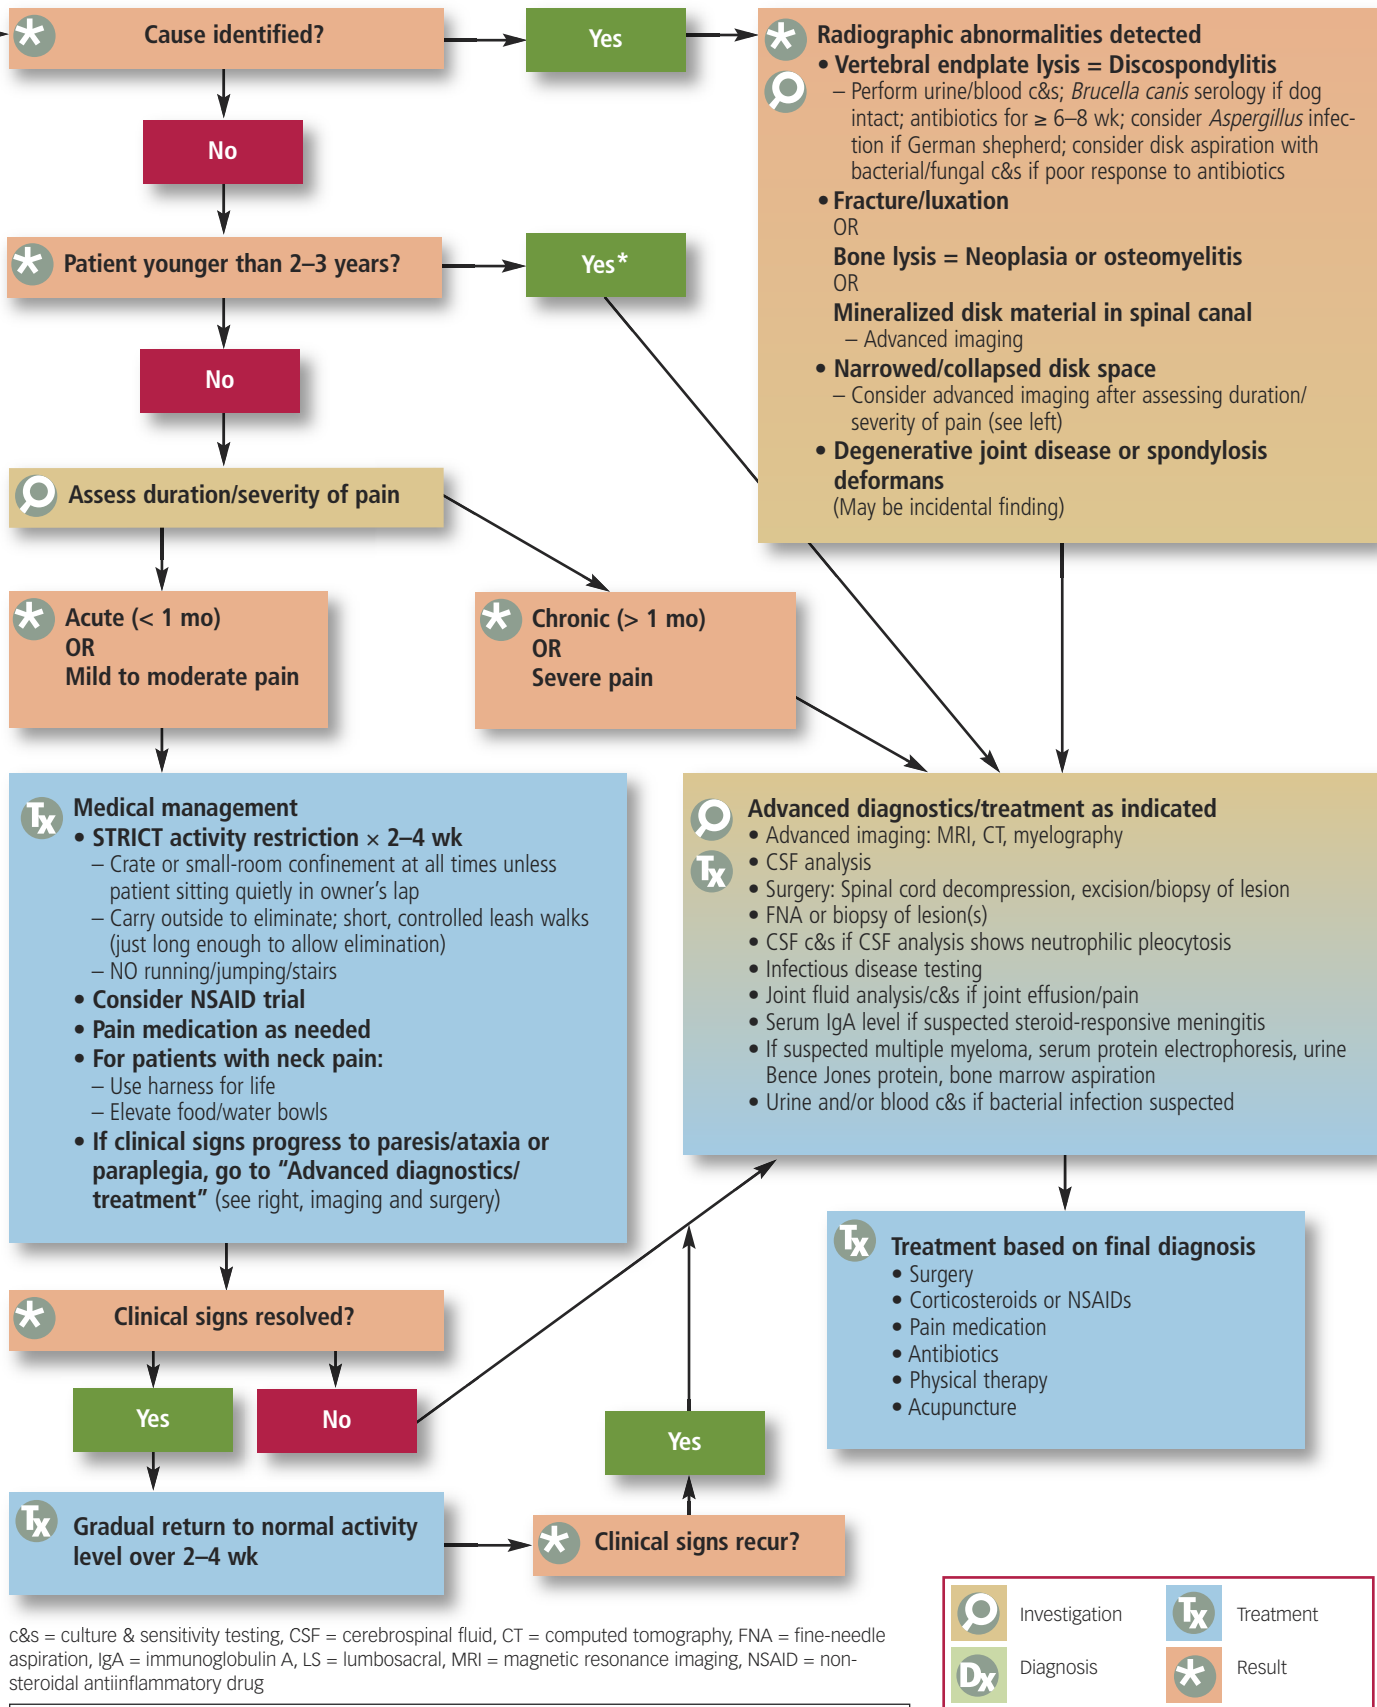 Cause identified?
Yes
No
Patient younger than 2–3 years?
Yes*
No
Assess duration/severity of pain
Acute (< 1 mo)
OR
Mild to moderate pain
Chronic (> 1 mo)
OR
Severe pain
Radiographic abnormalities detected
• Vertebral endplate lysis = Discospondylitis
– Perform urine/blood c&s; Brucella canis serology if dog
intact; antibiotics for ≥ 6–8 wk; consider Aspergillus infec-
tion if German shepherd; consider disk aspiration with
bacterial/fungal c&s if poor response to antibiotics
• Fracture/luxation
OR
Bone lysis = Neoplasia or osteomyelitis
OR
Mineralized disk material in spinal canal
– Advanced imaging
• Narrowed/collapsed disk space
– Consider advanced imaging after assessing duration/
severity of pain (see left)
• Degenerative joint disease or spondylosis
deformans
(May be incidental finding)
Tx
Medical management
• STRICT activity restriction × 2–4 wk
– Crate or small-room confinement at all times unless
patient sitting quietly in owner's lap
– Carry outside to eliminate; short, controlled leash walks
(just long enough to allow elimination)
– NO running/jumping/stairs
• Consider NSAID trial
• Pain medication as needed
• For patients with neck pain:
– Use harness for life
– Elevate food/water bowls
• If clinical signs progress to paresis/ataxia or
paraplegia, go to "Advanced diagnostics/
treatment" (see right, imaging and surgery)
Tx
Advanced diagnostics/treatment as indicated
• Advanced imaging: MRI, CT, myelography
• CSF analysis
• Surgery: Spinal cord decompression, excision/biopsy of lesion
• FNA or biopsy of lesion(s)
• CSF c&s if CSF analysis shows neutrophilic pleocytosis
• Infectious disease testing
• Joint fluid analysis/c&s if joint effusion/pain
• Serum IgA level if suspected steroid-responsive meningitis
• If suspected multiple myeloma, serum protein electrophoresis, urine
Bence Jones protein, bone marrow aspiration
• Urine and/or blood c&s if bacterial infection suspected
Tx
Treatment based on final diagnosis
• Surgery
• Corticosteroids or NSAIDs
• Pain medication
• Antibiotics
• Physical therapy
• Acupuncture
Clinical signs resolved?
Yes
No
Tx
Gradual return to normal activity
level over 2–4 wk
Clinical signs recur?
Yes
c&s = culture & sensitivity testing, CSF = cerebrospinal fluid, CT = computed tomography, FNA = fine-needle
aspiration, IgA = immunoglobulin A, LS = lumbosacral, MRI = magnetic resonance imaging, NSAID = non-
steroidal antiinflammatory drug
Investigation
Tx
Treatment
Dx
Diagnosis
Result